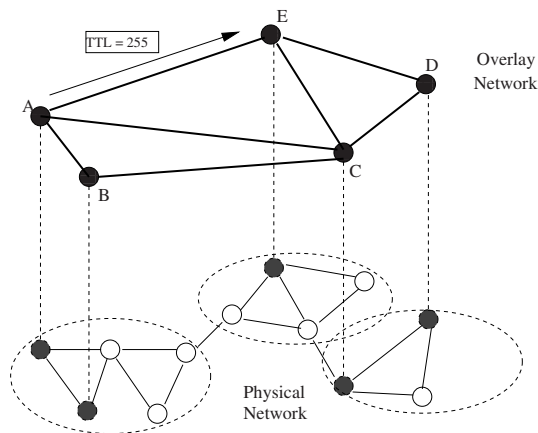 E
TTL = 255
D
Overlay
Network
A
C
B
Physical
Network